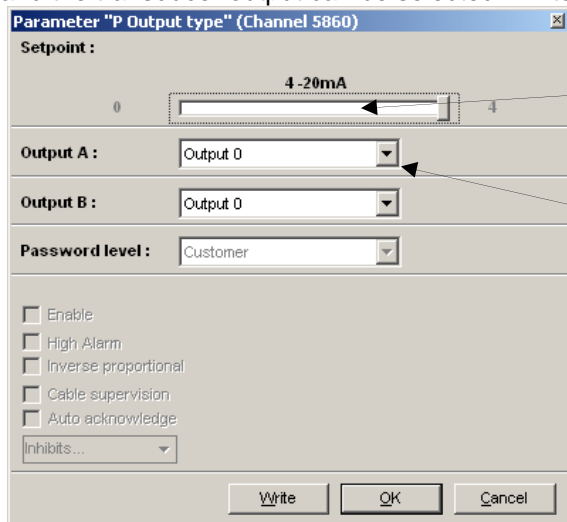 Parameter "P Output type" (Channel 5860)
Setpoint :
4-20mA
0 4
Output A : Output 0
Output B : Output 0
Password level : Customer
Enable
High Alarm
Inverse proportional
Cable supervision
Auto acknowledge
Inhibits...
Write OK Cancel